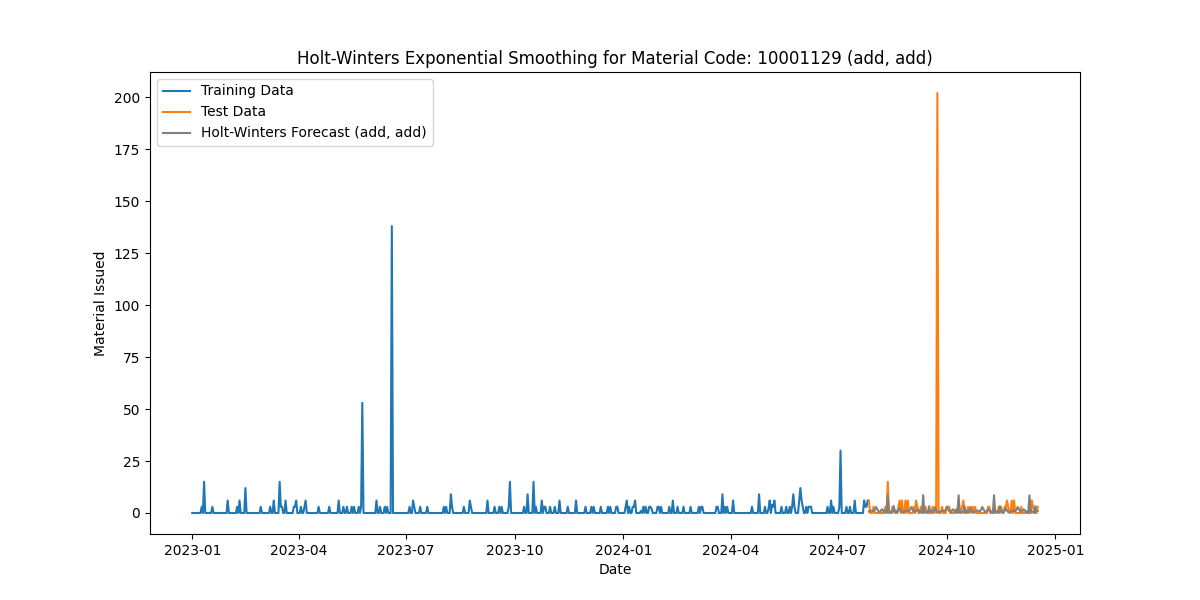 Holt-Winters Exponential Smoothing for Material Code: 10001129 (add, add)
Training Data
Test Data
Holt-Winters Forecast (add, add)
Material Issued
200
175
150
125
100
75
50
25
0
2023-01 2023-04 2023-07 2023-10 2024-01 2024-04 2024-07 2024-10 2025-01
Date